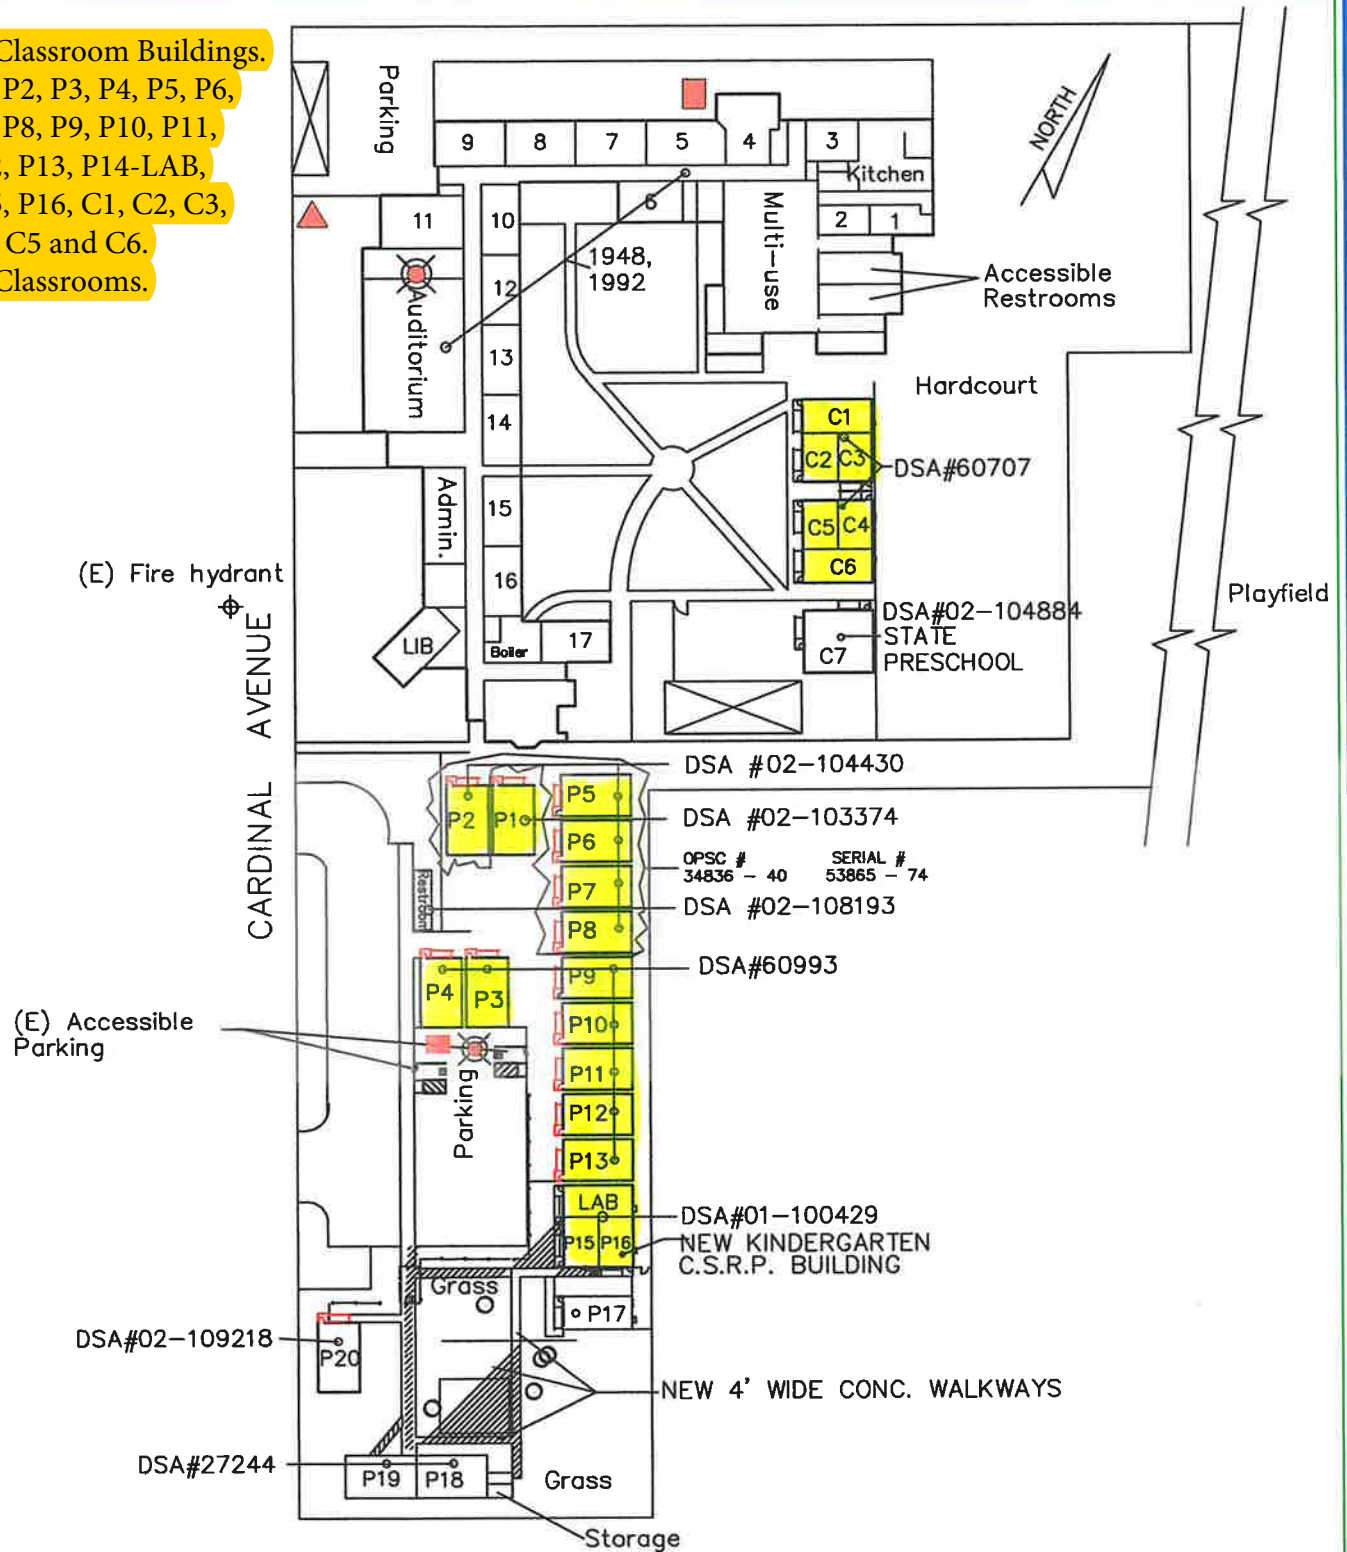 Classroom Buildings.
P2, P3, P4, P5, P6,
P8, P9, P10, P11,
, P13, P14-LAB,
, P16, C1, C2, C3,
C5 and C6.
Classrooms.
Parking
9 8 7 5 4 3
Kitchen
NORTH
6
11 10
Multi-use
2 1
1948,
1992
12
Accessible
Restrooms
Auditorium
13
Hardcourt
14
C1
C2 C3
DSA#60707
Admin.
15
C5 C4
C6
16
(E) Fire hydrant
Playfield
DSA#02-104884
STATE
PRESCHOOL
LIB
Boiler
17
C7
CARDINAL AVENUE
DSA #02-104430
P2 P1 P5
DSA #02-103374
P6
OPSC # SERIAL #
34836 - 40 53865 - 74
P7
Restroom
DSA #02-108193
P8
DSA#60993
P9
P4 P3
(E) Accessible
Parking
P10
P11
Parking
P12
P13
LAB
DSA#01-100429
P15 P16
NEW KINDERGARTEN
C.S.R.P. BUILDING
Grass
P17
DSA#02-109218
P20
NEW 4' WIDE CONC. WALKWAYS
DSA#27244
P19 P18
Grass
Storage